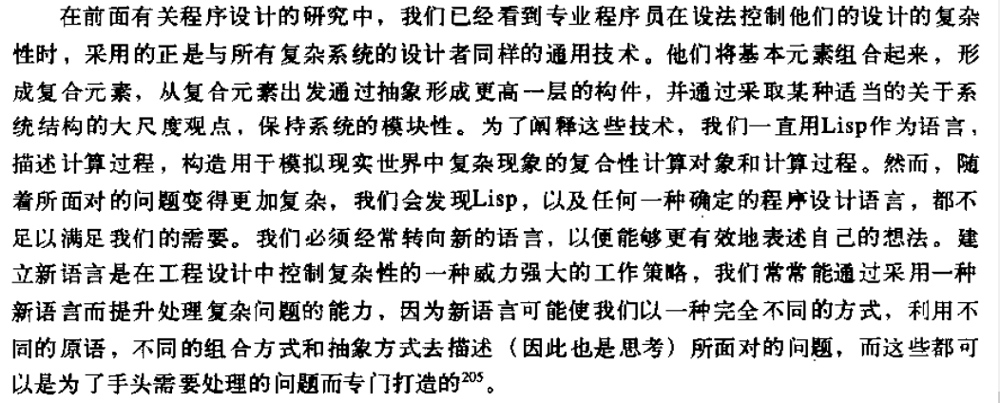 在前面有关程序设计的研究中，我们已经看到专业程序员在设法控制他们的设计的复杂
性时，采用的正是与所有复杂系统的设计者同样的通用技术。他们将基本元素组合起来，形
成复合元素，从复合元素出发通过抽象形成更高一层的构件，并通过采取某种适当的关于系
统结构的大尺度观点，保持系统的模块性。为了阐释这些技术，我们一直用Lisp作为语言，
描述计算过程，构造用于模拟现实世界中复杂现象的复合性计算对象和计算过程。然而，随
着所面对的问题变得更加复杂，我们会发现Lisp，以及任何一种确定的程序设计语言，都不
足以满足我们的需要。我们必须经常转向新的语言，以便能够更有效地表述自己的想法。建
立新语言是在工程设计中控制复杂性的一种威力强大的工作策略，我们常常能通过采用一种
新语言而提升处理复杂问题的能力，因为新语言可能使我们以一种完全不同的方式，利用不
同的原语，不同的组合方式和抽象方式去描述（因此也是思考）所面对的问题，而这些都可
以是为了手头需要处理的问题而专门打造的205。